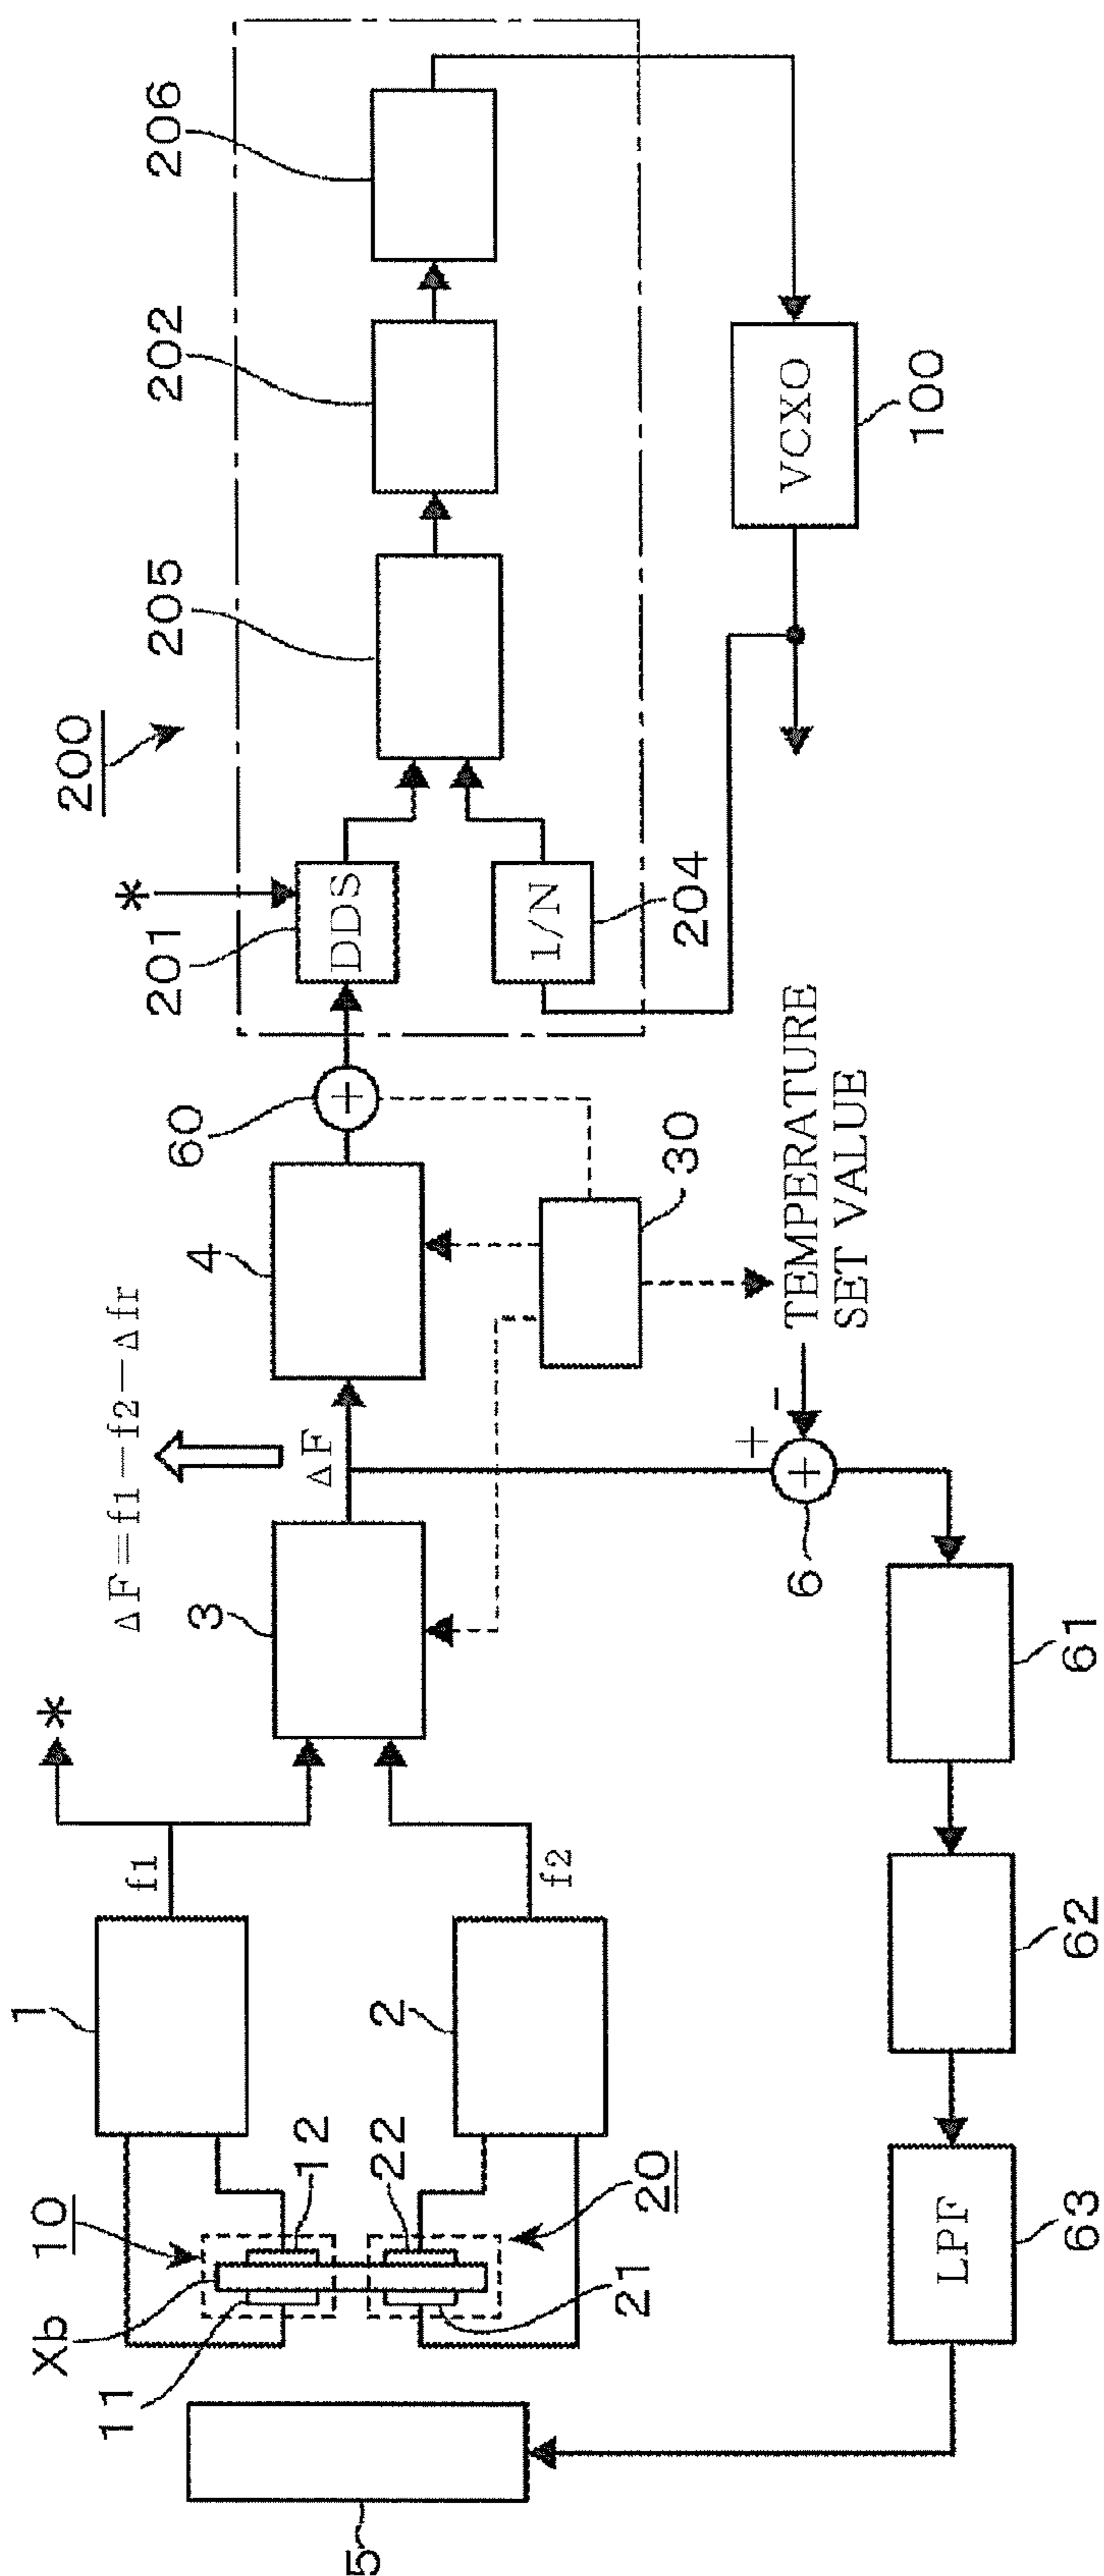 200
206
202
205
*
201
DDS
1/N
204
VCXO
100
60
4
30
ΔF=f1−f2−Δfr
ΔF
3
TEMPERATURE
SET VALUE
+
−
+
+
6
*
f1
f2
1
2
10
Xb
11
12
22
21
20
5
61
62
LPF
63